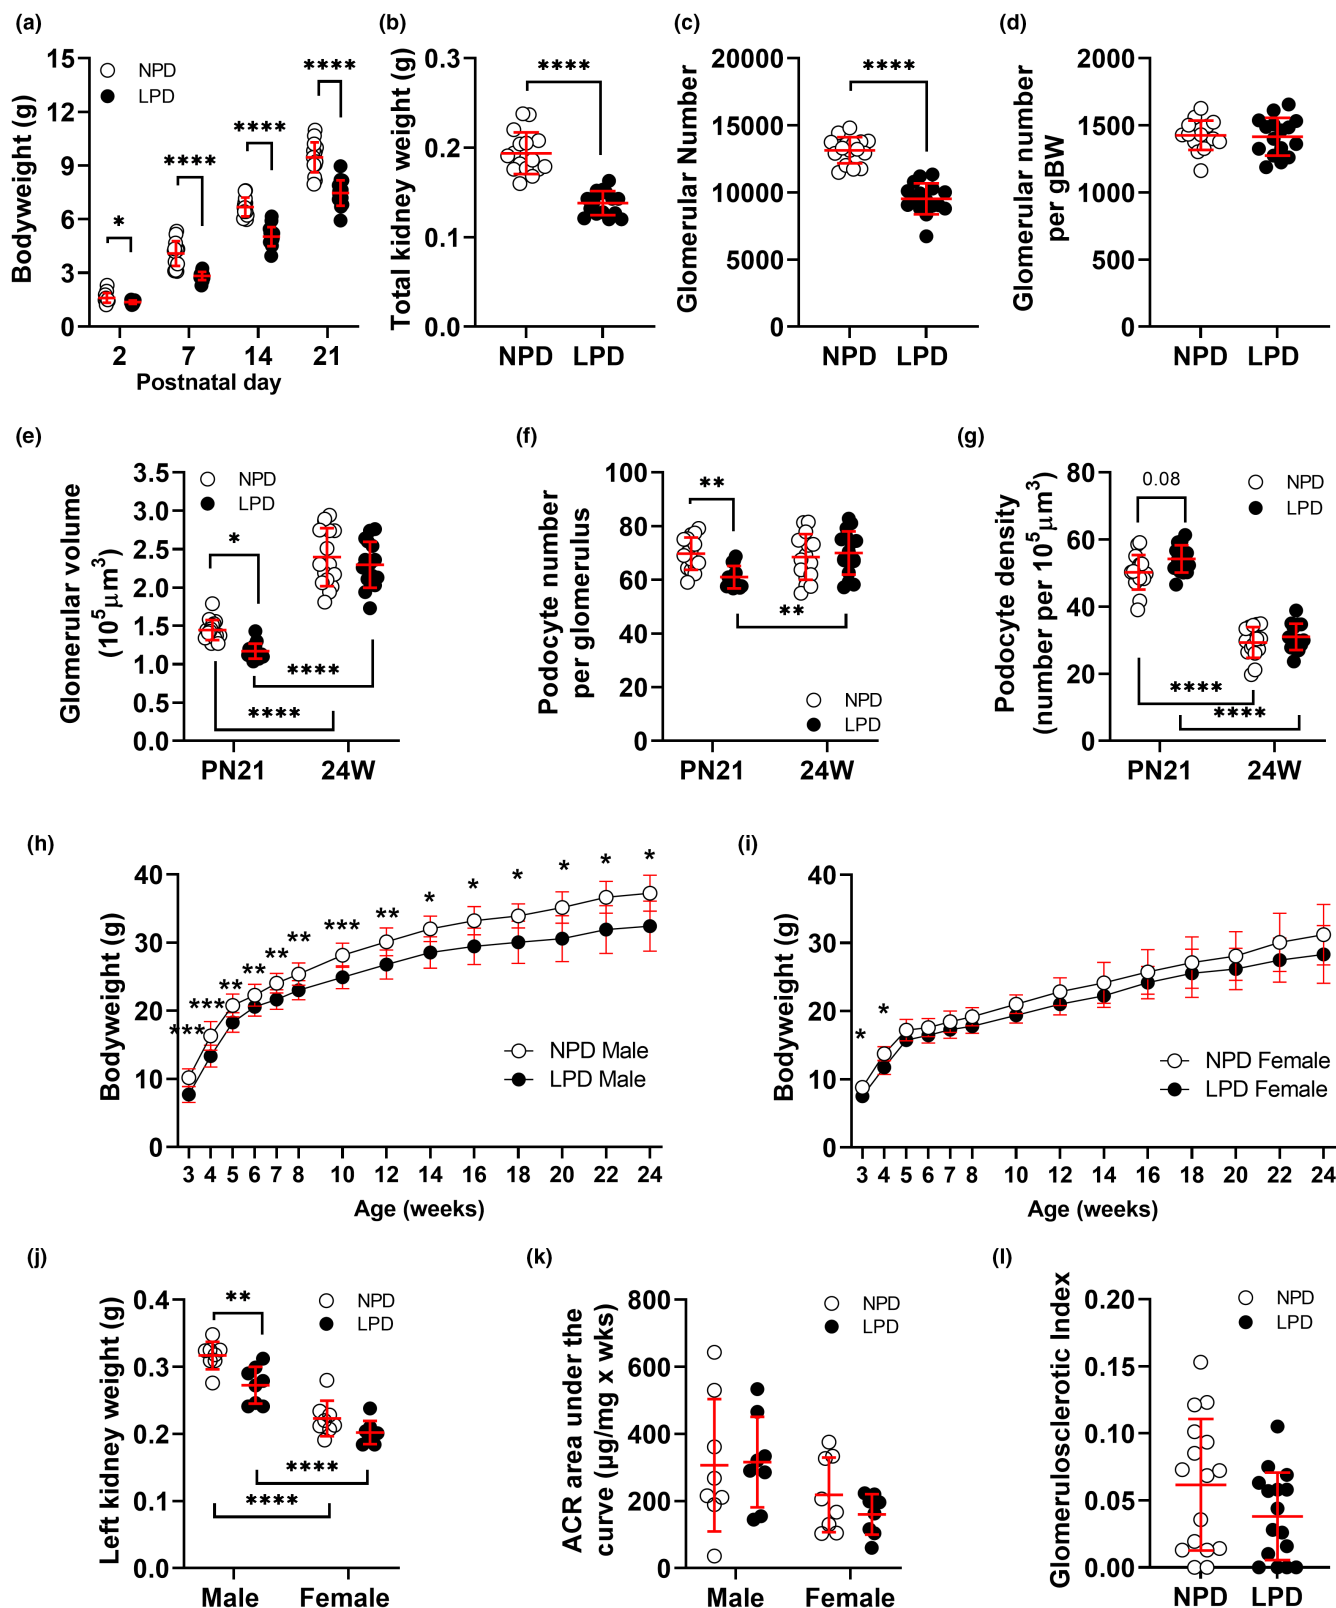 (a)
Bodyweight (g)
15
12
9
6
3
0
NPD
LPD
*
****
****
****
2 7 14 21
Postnatal day
(b)
Total kidney weight (g)
0.3
0.2
0.1
0.0
****
NPD LPD
(c)
Glomerular Number
20000
15000
10000
5000
0
****
NPD LPD
(d)
Glomerular number
per gBW
2000
1500
1000
500
0
NPD LPD
(e)
Glomerular volume
(10⁵µm³)
3.5
3.0
2.5
2.0
1.5
1.0
0.5
0.0
NPD
LPD
*
****
****
PN21 24W
(f)
Podocyte number
per glomerulus
100
80
60
40
20
0
**
**
NPD
LPD
PN21 24W
(g)
Podocyte density
(number per 10⁵µm³)
80
60
40
20
0
0.08
NPD
LPD
****
****
PN21 24W
(h)
Bodyweight (g)
40
30
20
10
0
*** *** ** ** ** ** *** ** * * * * * *
NPD Male
LPD Male
3 4 5 6 7 8 10 12 14 16 18 20 22 24
Age (weeks)
(i)
Bodyweight (g)
40
30
20
10
0
* *
NPD Female
LPD Female
3 4 5 6 7 8 10 12 14 16 18 20 22 24
Age (weeks)
(j)
Left kidney weight (g)
0.4
0.3
0.2
0.1
0.0
**
NPD
LPD
****
****
Male Female
(k)
ACR area under the
curve (µg/mg x wks)
800
600
400
200
0
NPD
LPD
Male Female
(l)
Glomerulosclerotic Index
0.20
0.15
0.10
0.05
0.00
NPD
LPD
NPD LPD